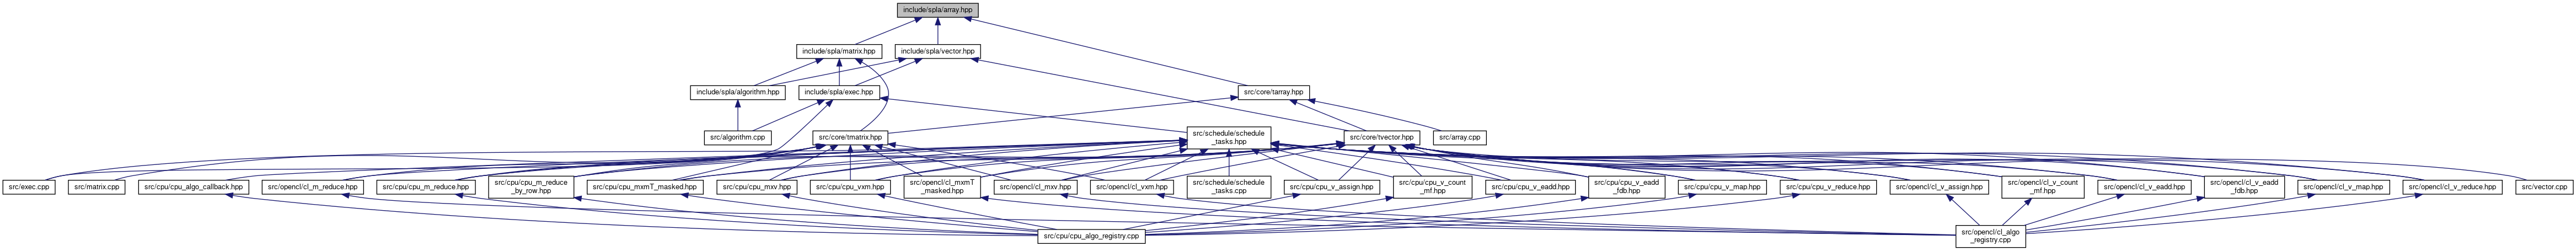 include/spla/array.hpp
include/spla/matrix.hpp
include/spla/vector.hpp
include/spla/algorithm.hpp
include/spla/exec.hpp
src/core/tarray.hpp
src/algorithm.cpp
src/core/tmatrix.hpp
src/schedule/schedule
_tasks.hpp
src/core/tvector.hpp
src/array.cpp
src/exec.cpp
src/matrix.cpp
src/cpu/cpu_algo_callback.hpp
src/opencl/cl_m_reduce.hpp
src/cpu/cpu_m_reduce.hpp
src/cpu/cpu_m_reduce
_by_row.hpp
src/cpu/cpu_mxmT_masked.hpp
src/cpu/cpu_mxv.hpp
src/cpu/cpu_vxm.hpp
src/opencl/cl_mxmT
_masked.hpp
src/opencl/cl_mxv.hpp
src/opencl/cl_vxm.hpp
src/schedule/schedule
_tasks.cpp
src/cpu/cpu_v_assign.hpp
src/cpu/cpu_v_count
_mf.hpp
src/cpu/cpu_v_eadd.hpp
src/cpu/cpu_v_eadd
_fdb.hpp
src/cpu/cpu_v_map.hpp
src/cpu/cpu_v_reduce.hpp
src/opencl/cl_v_assign.hpp
src/opencl/cl_v_count
_mf.hpp
src/opencl/cl_v_eadd.hpp
src/opencl/cl_v_eadd
_fdb.hpp
src/opencl/cl_v_map.hpp
src/opencl/cl_v_reduce.hpp
src/vector.cpp
src/cpu/cpu_algo_registry.cpp
src/opencl/cl_algo
_registry.cpp